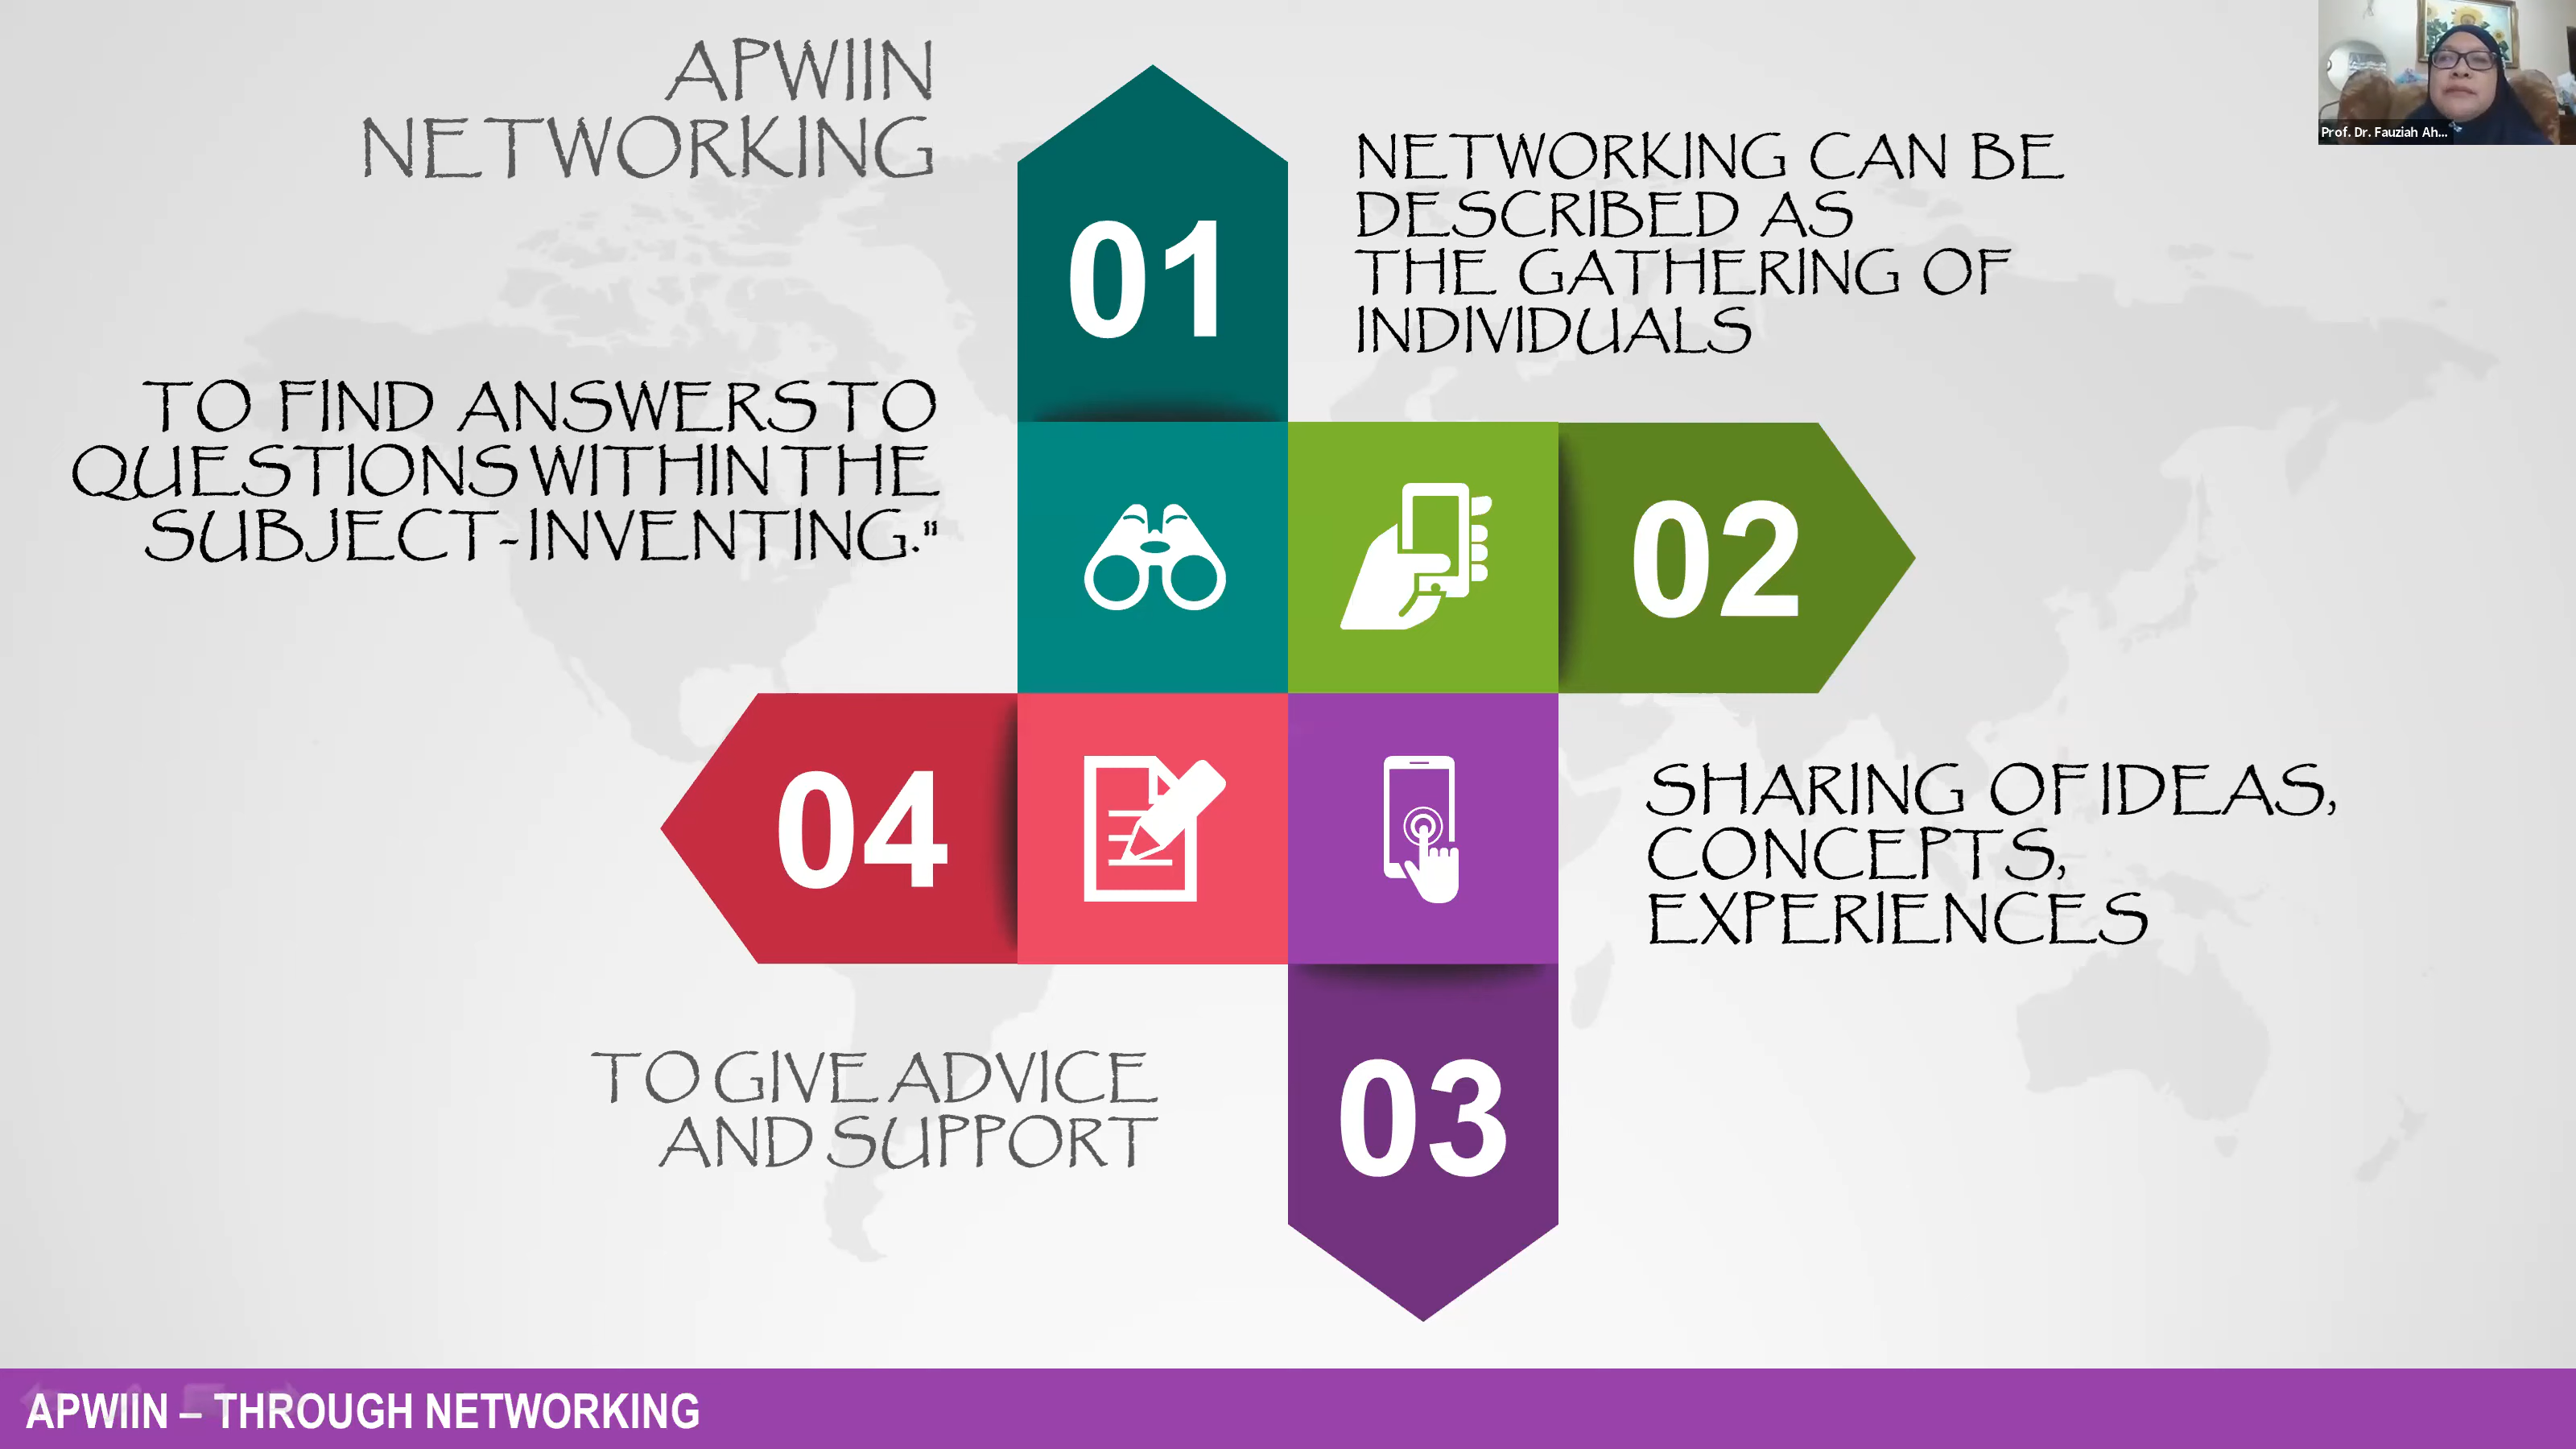 APWIIN
NETWORKING
01
NETWORKING CAN BE
DESCRIBED AS
THE GATHERING OF
INDIVIDUALS
Prof. Dr. Fauziah Ah...
TO FIND ANSWERS TO
QUESTIONS WITHIN THE
SUBJECT-INVENTING."
02
04
SHARING OF IDEAS,
CONCEPTS,
EXPERIENCES
TO GIVE ADVICE
AND SUPPORT
03
APWIIN – THROUGH NETWORKING